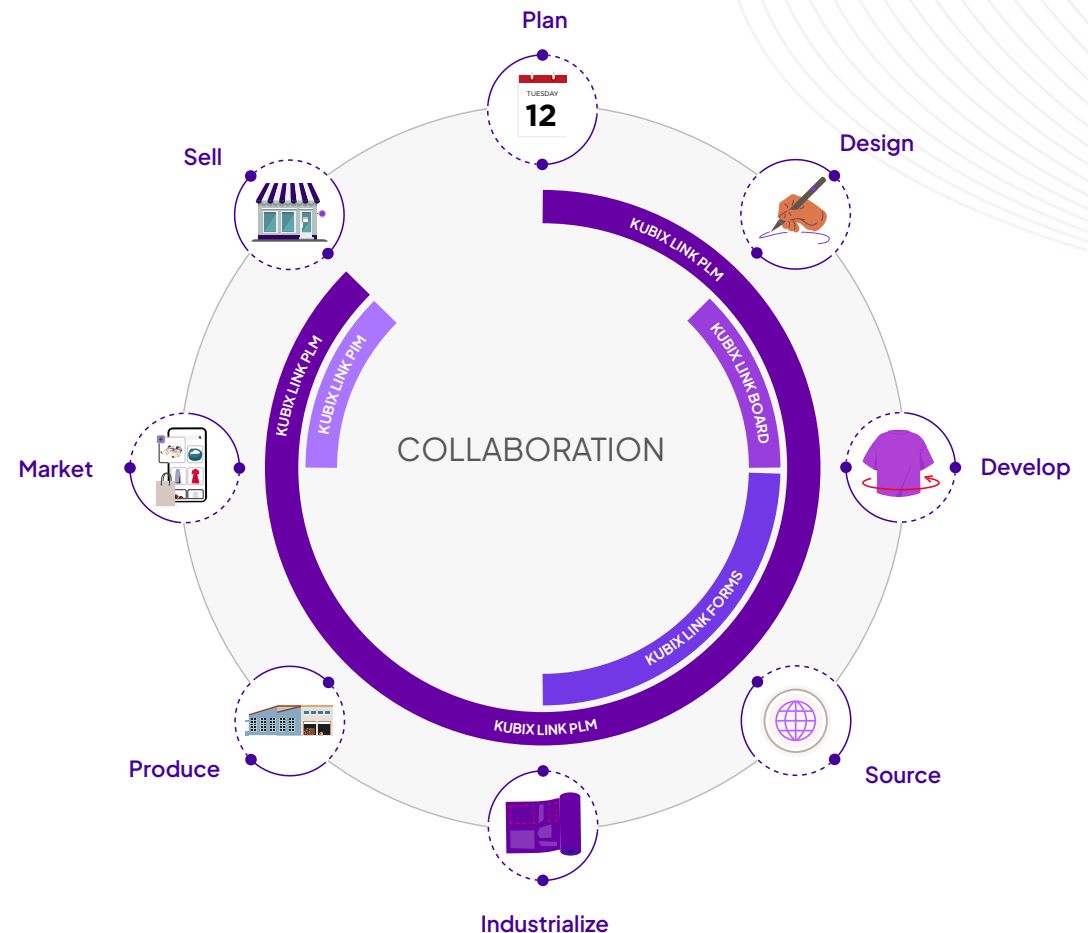 Plan
TUESDAY
12
Sell
Design
KUBIX LINK PLM
KUBIX LINK PLM
KUBIX LINK PIM
KUBIX LINK BOARD
COLLABORATION
Market
Develop
KUBIX LINK FORMS
KUBIX LINK PLM
Produce
Source
Industrialize